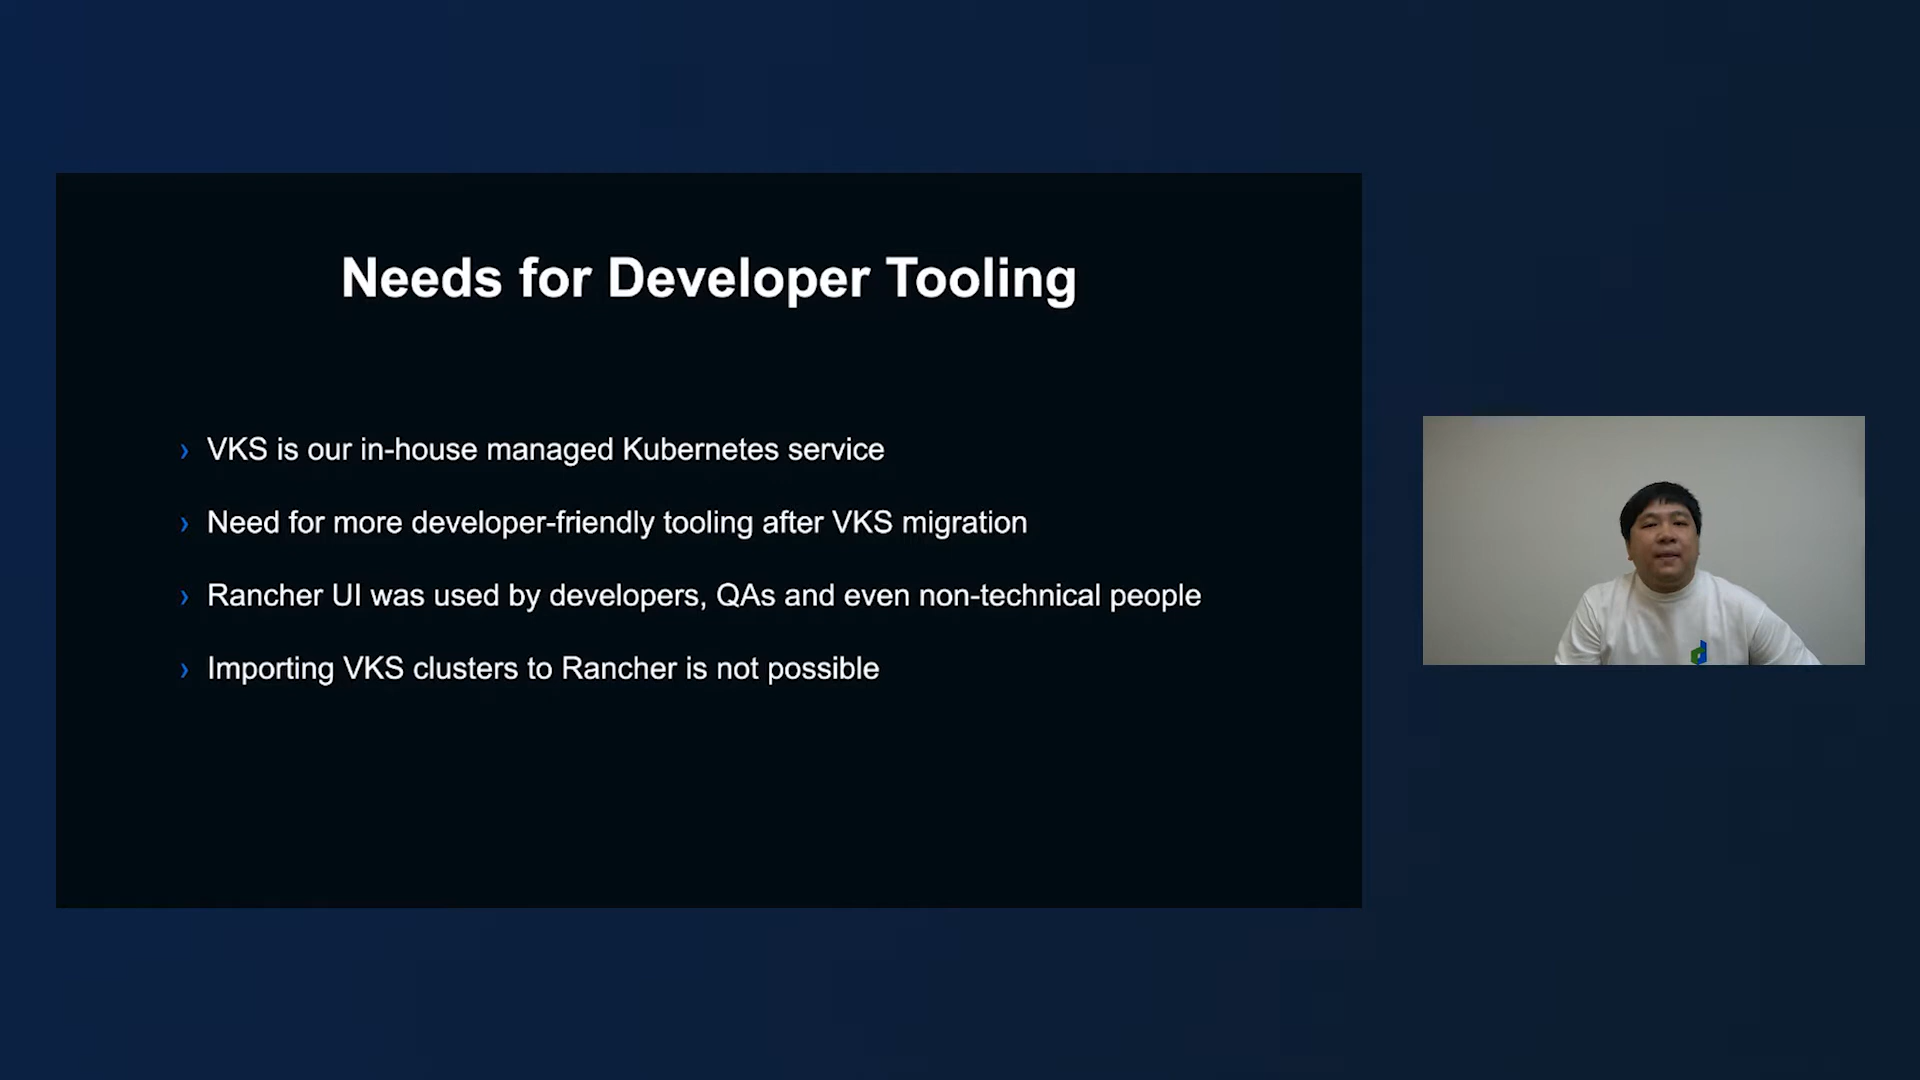 Needs for Developer Tooling
› VKS is our in-house managed Kubernetes service
› Need for more developer-friendly tooling after VKS migration
› Rancher UI was used by developers, QAs and even non-technical people
› Importing VKS clusters to Rancher is not possible